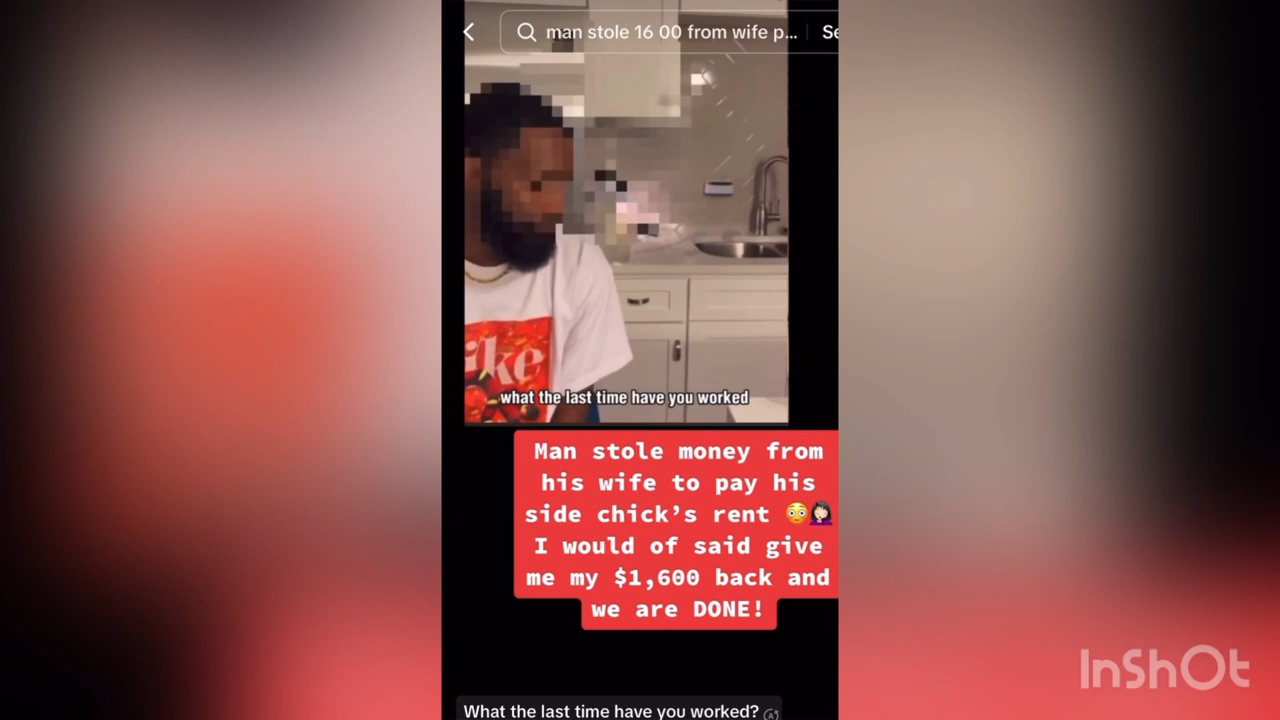 man stole 16 00 from wife p...
Se
ike
what the last time have you worked
Man stole money from
his wife to pay his
side chick’s rent 😳🤦🏻‍♀️
I would of said give
me my $1,600 back and
we are DONE!
What the last time have you worked?
InShOt